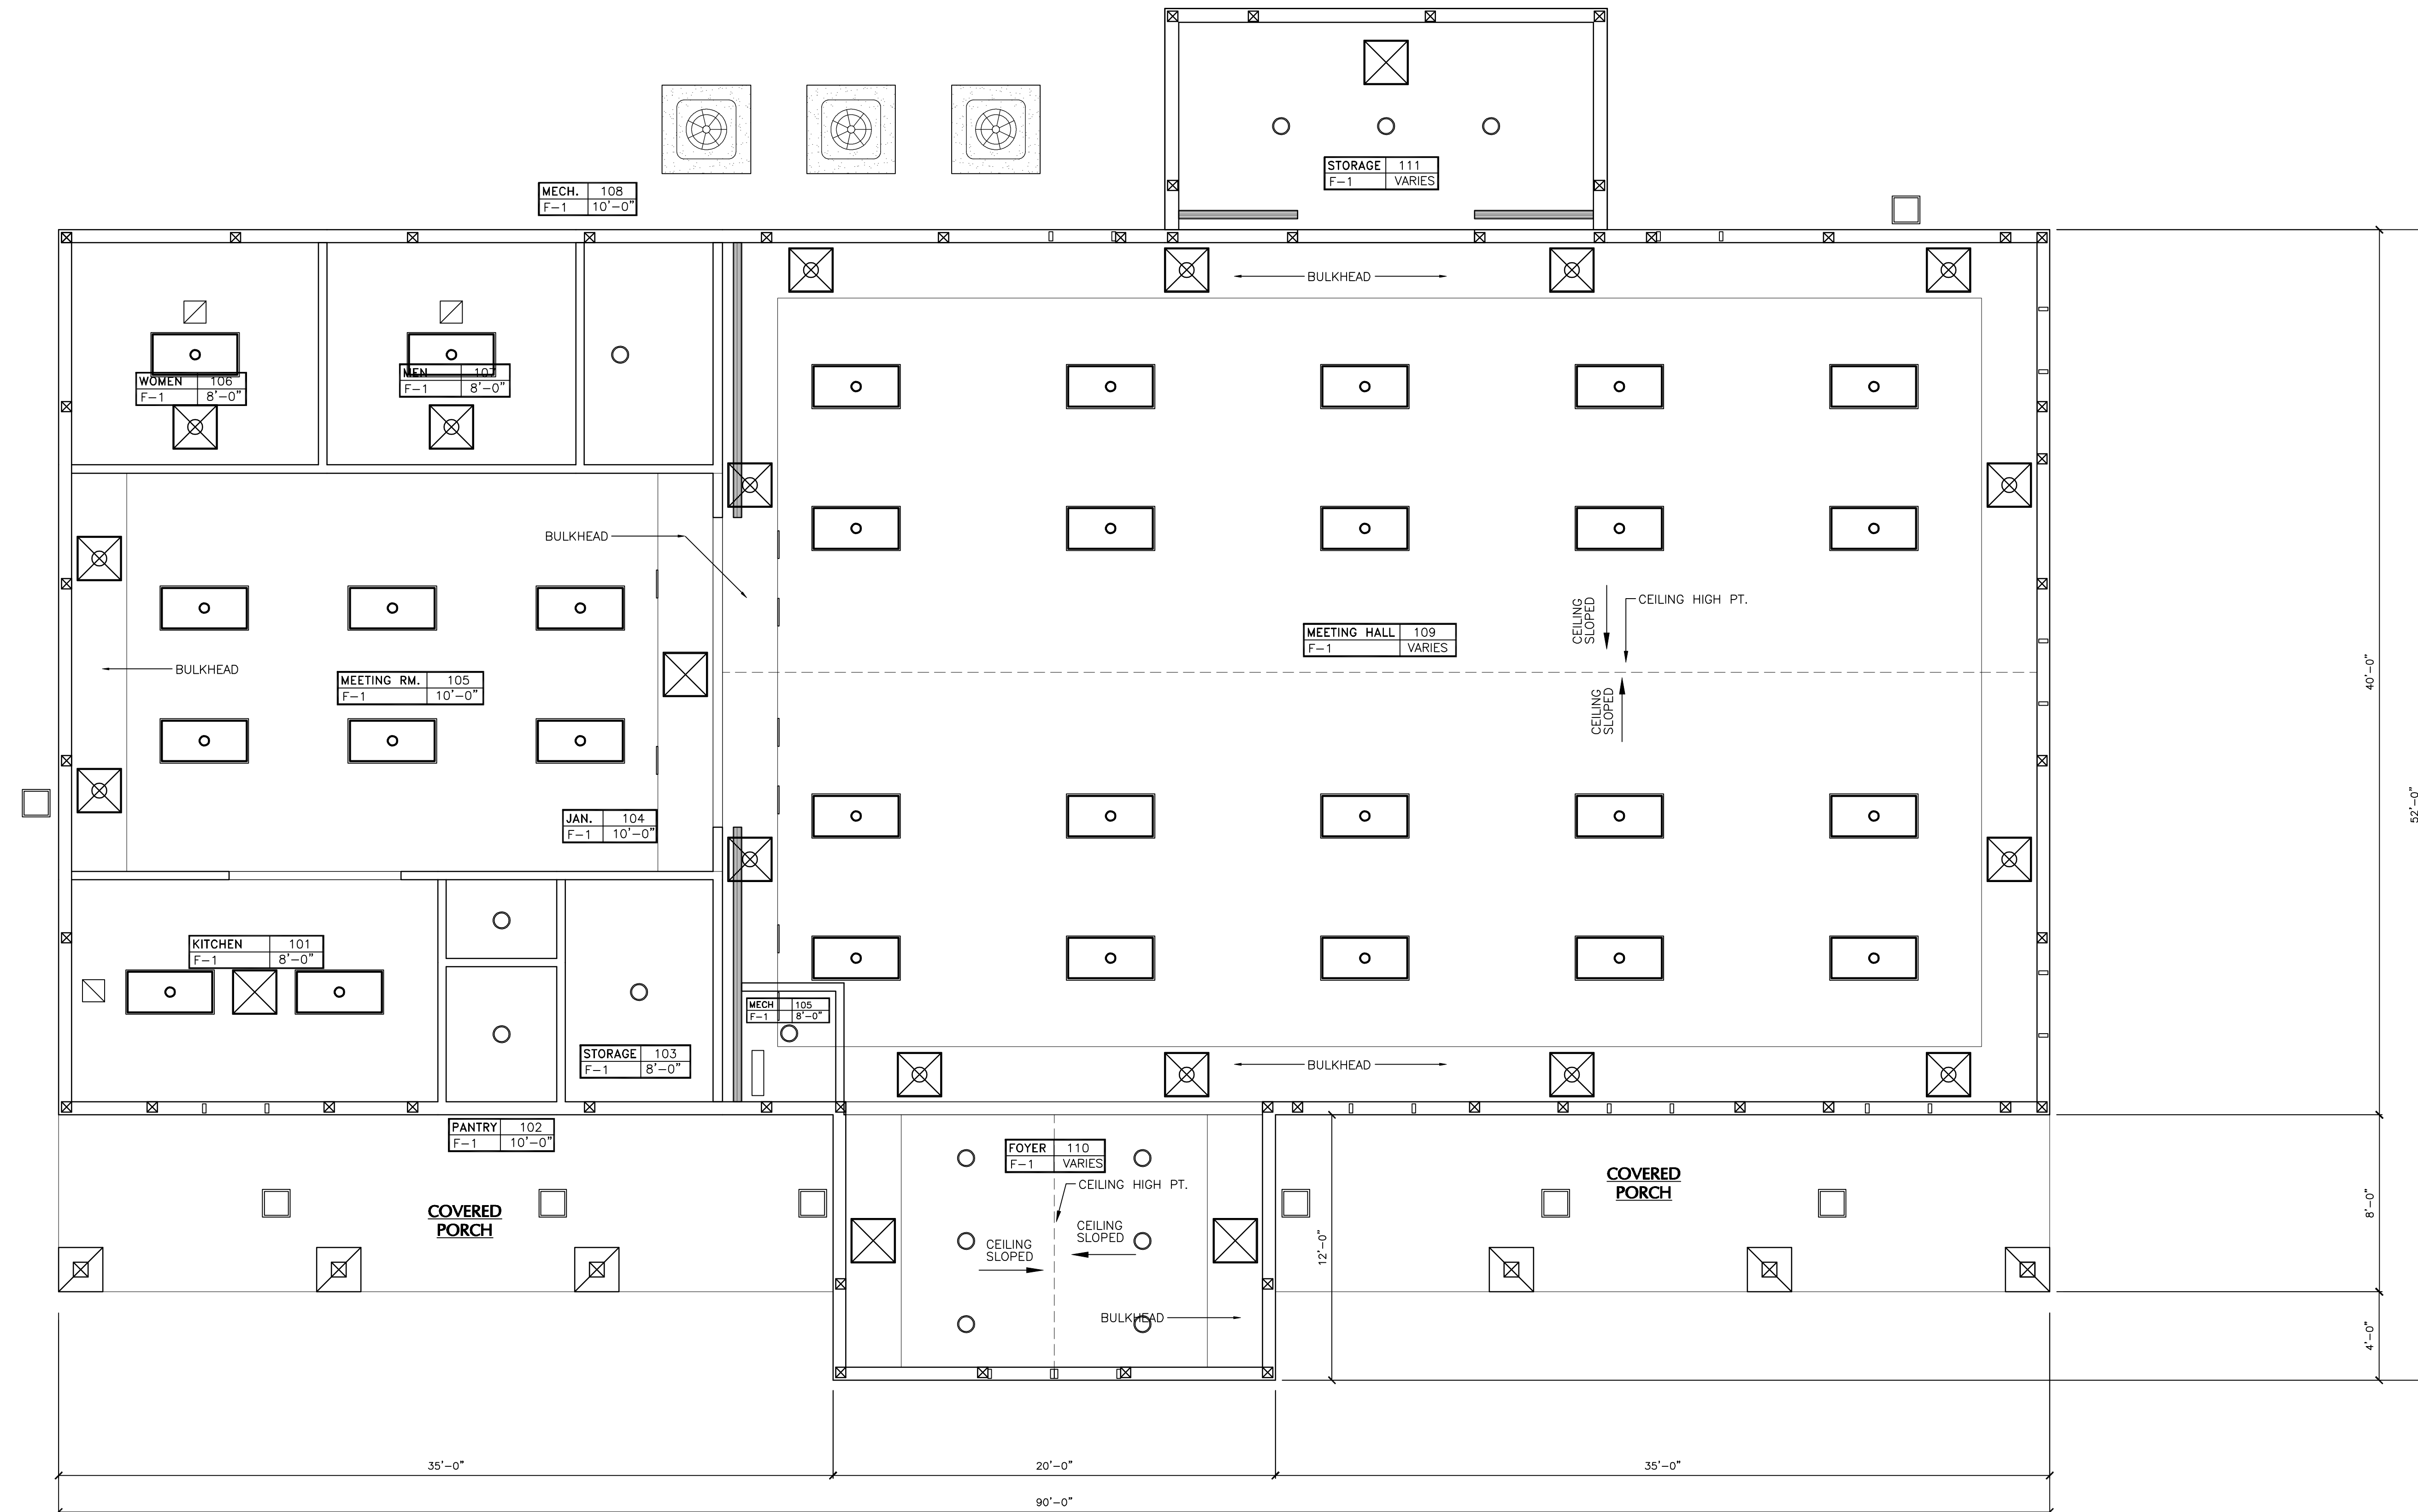 STORAGE 111
F-1 VARIES
MECH. 108
F-1 10'-0"
BULKHEAD
WOMEN 106
F-1 8'-0"
MEN 107
F-1 8'-0"
BULKHEAD
CEILING
SLOPED
CEILING HIGH PT.
MEETING HALL 109
F-1 VARIES
BULKHEAD
MEETING RM. 105
F-1 10'-0"
CEILING
SLOPED
40'-0"
52'-0"
JAN. 104
F-1 10'-0"
KITCHEN 101
F-1 8'-0"
MECH 105
F-1 8'-0"
STORAGE 103
F-1 8'-0"
BULKHEAD
PANTRY 102
F-1 10'-0"
FOYER 110
F-1 VARIES
CEILING HIGH PT.
COVERED
PORCH
COVERED
PORCH
CEILING
SLOPED
CEILING
SLOPED
12'-0"
8'-0"
BULKHEAD
4'-0"
35'-0"
20'-0"
35'-0"
90'-0"